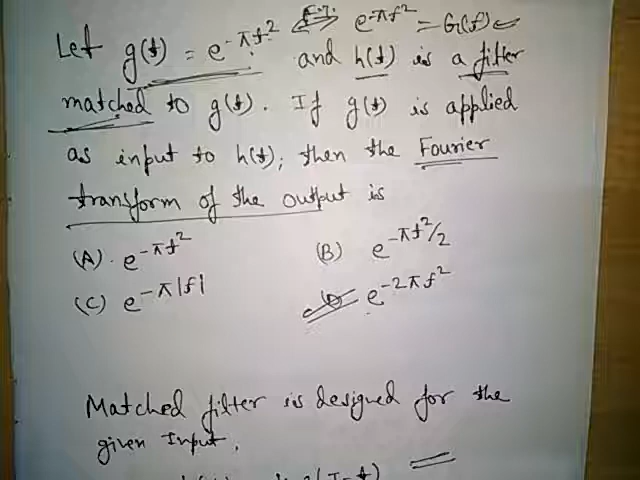 Let g(t) = e^-πt² ⇔ F.T. e^-πf² = G(f)
and h(t) is a filter
matched to g(t). If g(t) is applied
as input to h(t), then the Fourier
transform of the output is
(A). e^-πf² (B) e^-πf²/2
(C) e^-π|f| (D) e^-2πf²
Matched filter is designed for the
given Input.